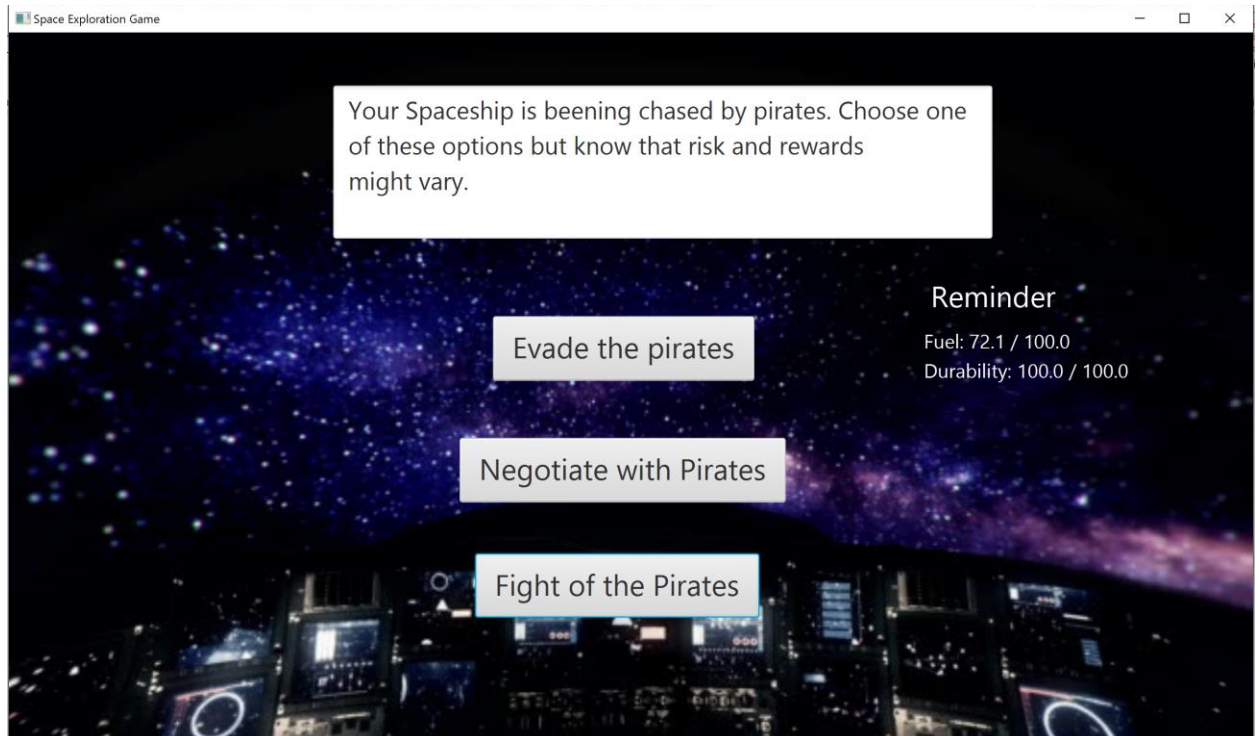 Space Exploration Game
Your Spaceship is beening chased by pirates. Choose one
of these options but know that risk and rewards
might vary.
Reminder
Fuel: 72.1 / 100.0
Durability: 100.0 / 100.0
Evade the pirates
Negotiate with Pirates
Fight of the Pirates